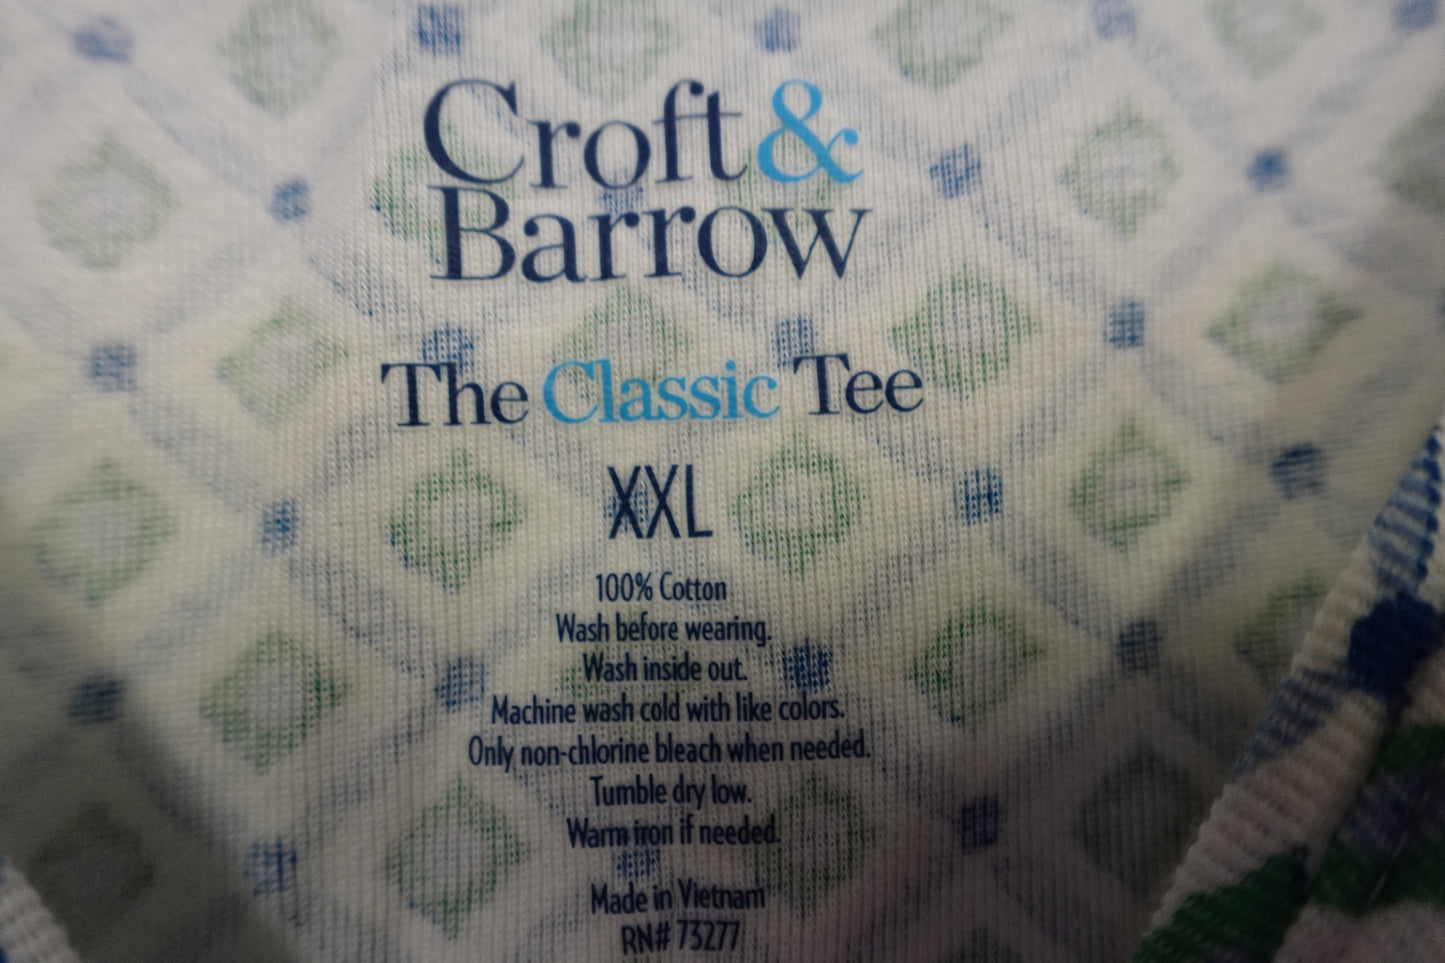 Croft &
Barrow
The Classic Tee
XXL
100% Cotton
Wash before wearing.
Wash inside out.
Machine wash cold with like colors.
Only non-chlorine bleach when needed.
Tumble dry low.
Warm iron if needed.
Made in Vietnam
RN# 73277